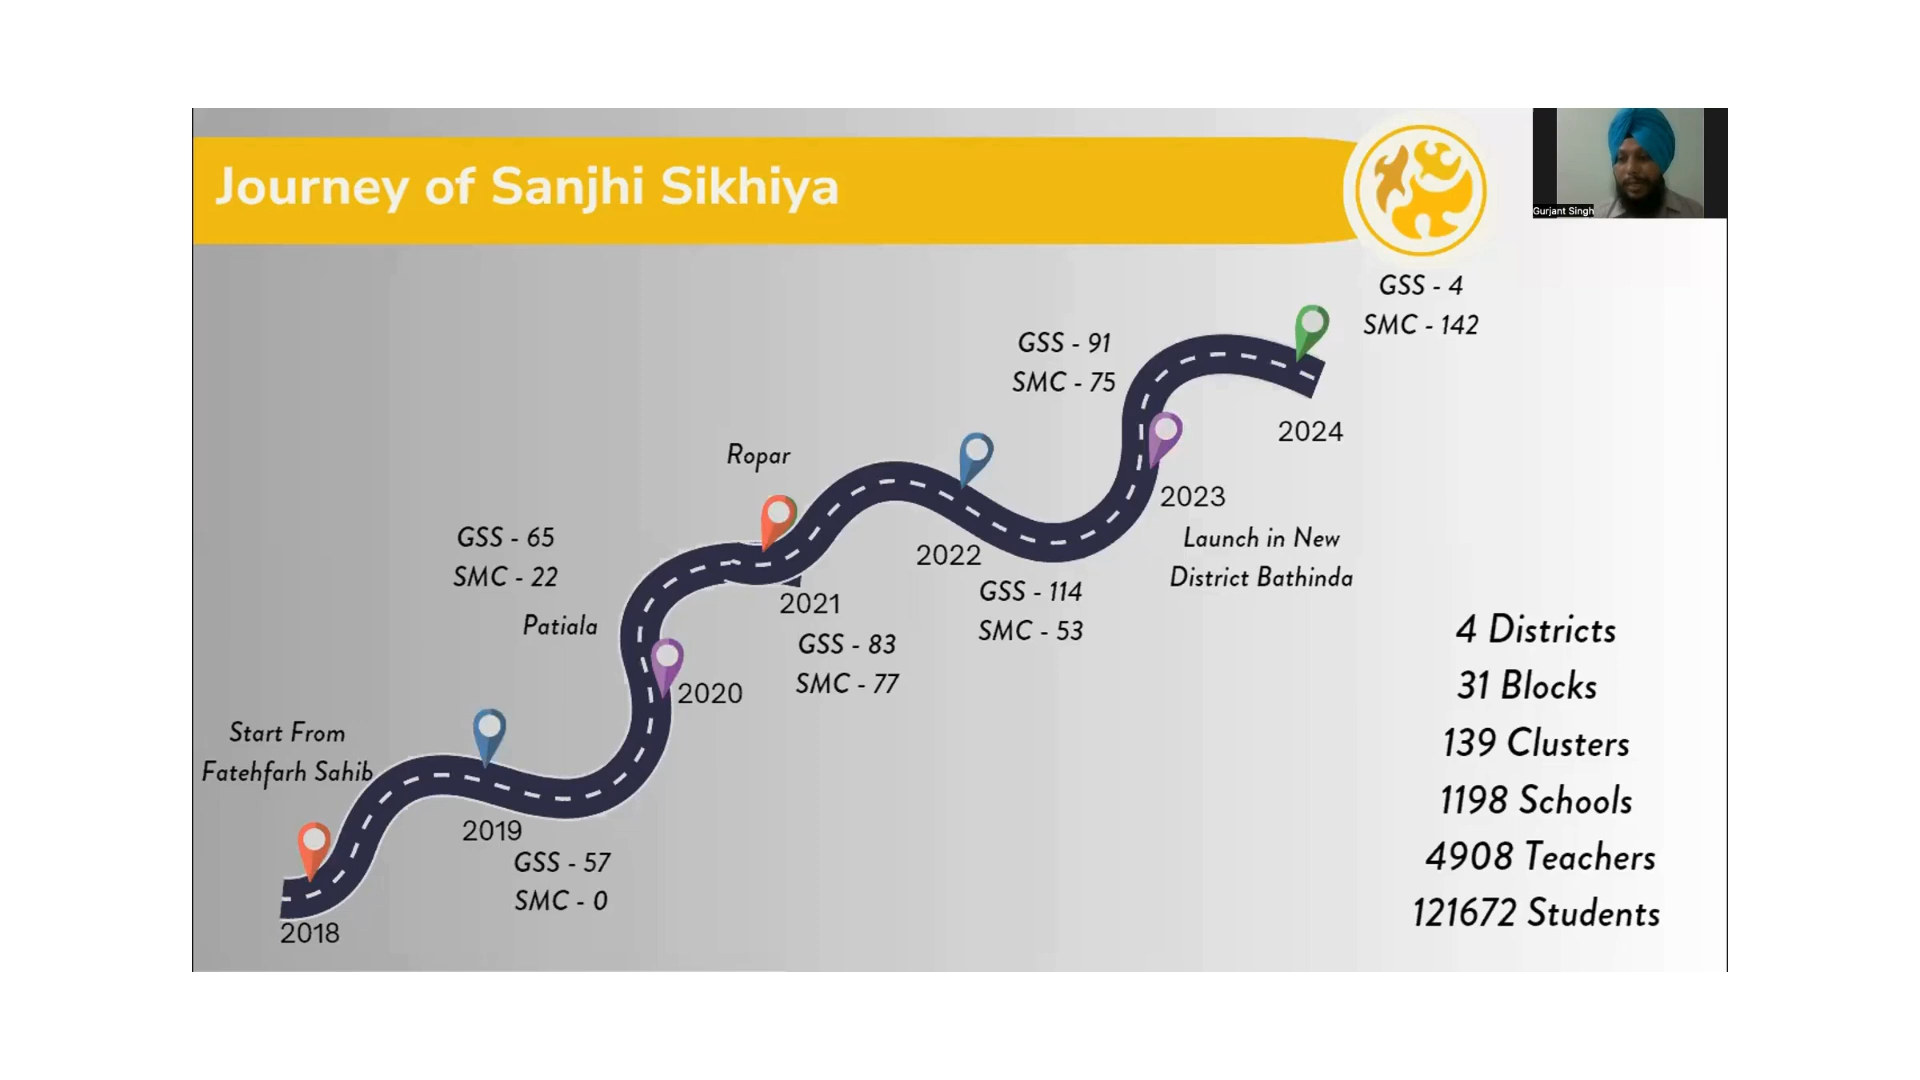 Journey of Sanjhi Sikhiya
Gurjant Singh
GSS - 4
SMC - 142
GSS - 91
SMC - 75
2024
Ropar
2023
Launch in New
District Bathinda
GSS - 65
SMC - 22
Patiala
2022
GSS - 114
SMC - 53
2021
GSS - 83
SMC - 77
2020
Start From
Fatehfarh Sahib
2019
GSS - 57
SMC - 0
2018
4 Districts
31 Blocks
139 Clusters
1198 Schools
4908 Teachers
121672 Students